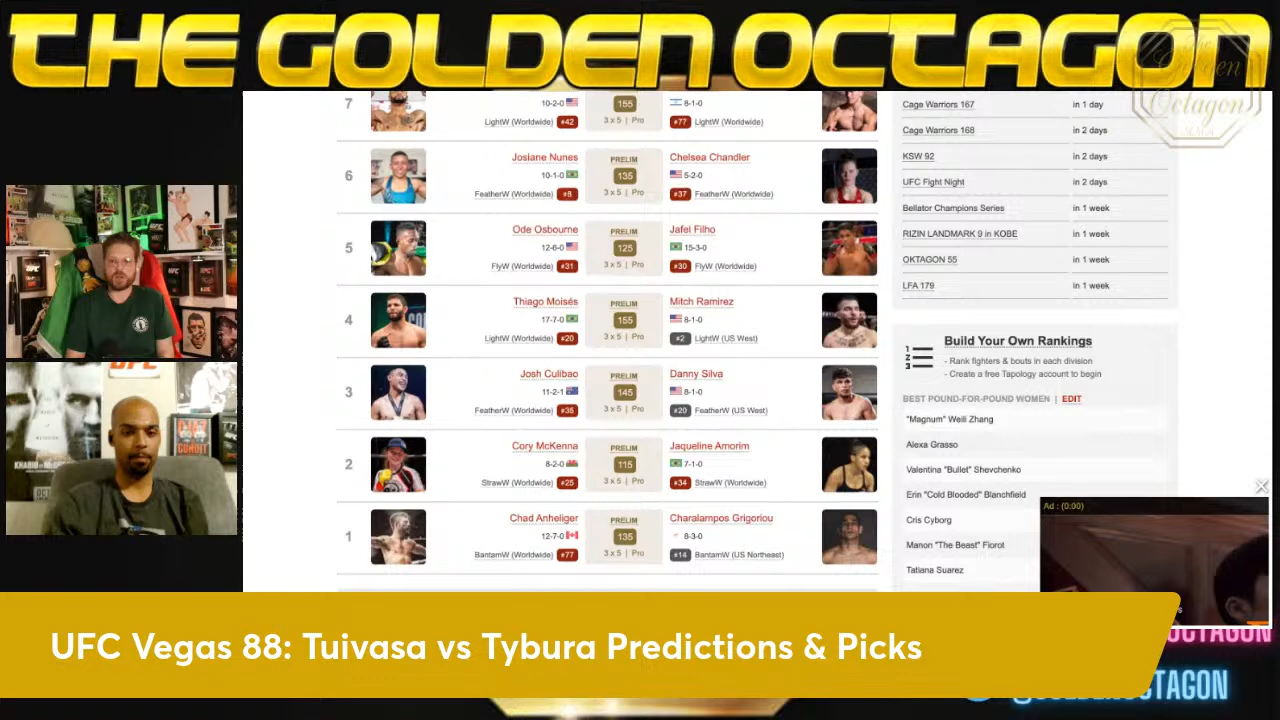 THE GOLDEN OCTAGON
The
Golden
Octagon
MMA
7
10-2-0
155
8-1-0
LightW (Worldwide) #42
3 x 5 | Pro
#77 LightW (Worldwide)
6
Josiane Nunes
PRELIM
Chelsea Chandler
10-1-0
135
5-2-0
FeatherW (Worldwide) #8
3 x 5 | Pro
#37 FeatherW (Worldwide)
5
Ode Osbourne
PRELIM
Jafel Filho
12-6-0
125
15-3-0
FlyW (Worldwide) #31
3 x 5 | Pro
#30 FlyW (Worldwide)
4
Thiago Moisés
PRELIM
Mitch Ramirez
17-7-0
155
8-1-0
LightW (Worldwide) #20
3 x 5 | Pro
#2 LightW (US West)
3
Josh Culibao
PRELIM
Danny Silva
11-2-1
145
8-1-0
FeatherW (Worldwide) #35
3 x 5 | Pro
#20 FeatherW (US West)
2
Cory McKenna
PRELIM
Jaqueline Amorim
8-2-0
115
7-1-0
StrawW (Worldwide) #25
3 x 5 | Pro
#34 StrawW (Worldwide)
1
Chad Anheliger
PRELIM
Charalampos Grigoriou
12-7-0
135
8-3-0
BantamW (Worldwide) #77
3 x 5 | Pro
#14 BantamW (US Northeast)
Cage Warriors 167 in 1 day
Cage Warriors 168 in 2 days
KSW 92 in 2 days
UFC Fight Night in 2 days
Bellator Champions Series in 1 week
RIZIN LANDMARK 9 in KOBE in 1 week
OKTAGON 55 in 1 week
LFA 179 in 1 week
Build Your Own Rankings
- Rank fighters & bouts in each division
- Create a free Tapology account to begin
BEST POUND-FOR-POUND WOMEN | EDIT
"Magnum" Weili Zhang
Alexa Grasso
Valentina "Bullet" Shevchenko
Erin "Cold Blooded" Blanchfield
Cris Cyborg
Manon "The Beast" Fiorot
Tatiana Suarez
Ad : (0:00)
UFC Vegas 88: Tuivasa vs Tybura Predictions & Picks